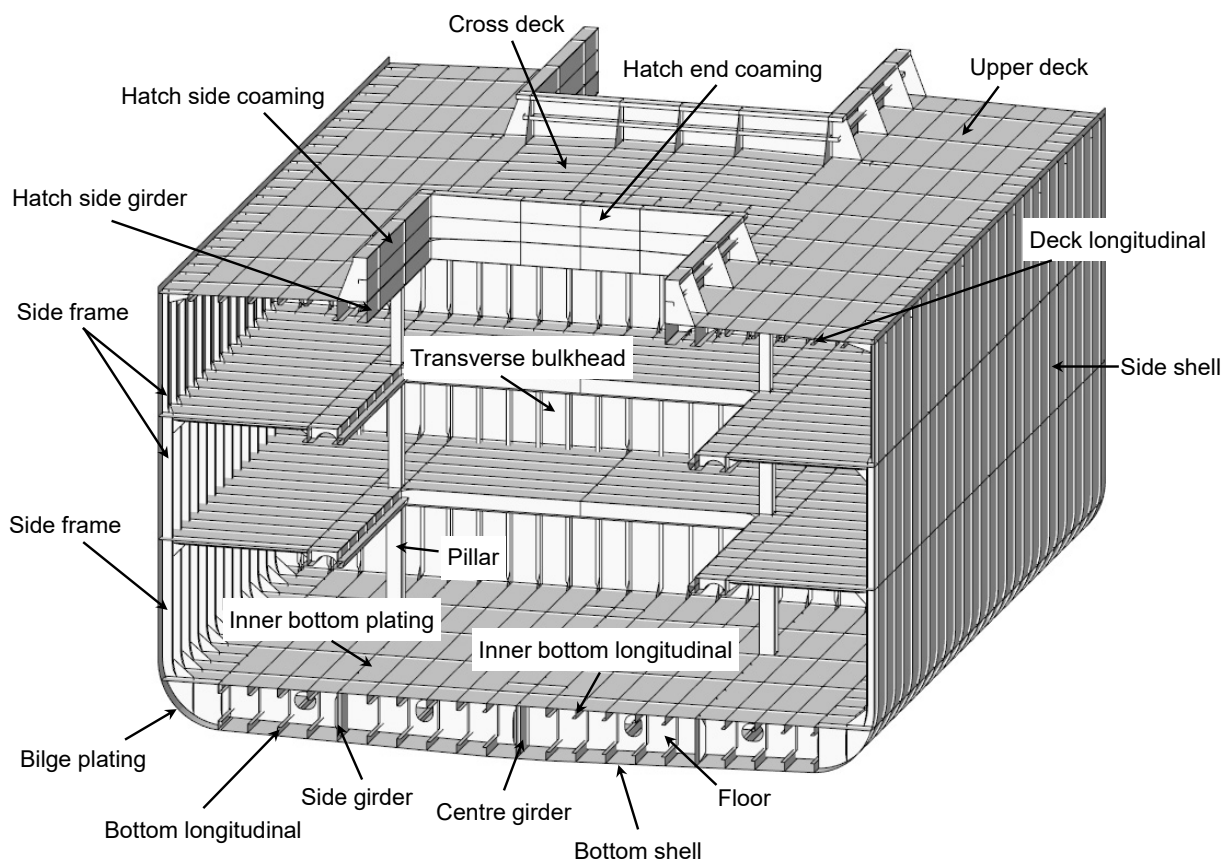 Cross deck
Hatch end coaming
Upper deck
Hatch side coaming
Hatch side girder
Deck longitudinal
Side frame
Transverse bulkhead
Side shell
Side frame
Pillar
Inner bottom plating
Inner bottom longitudinal
Bilge plating
Side girder
Centre girder
Floor
Bottom longitudinal
Bottom shell